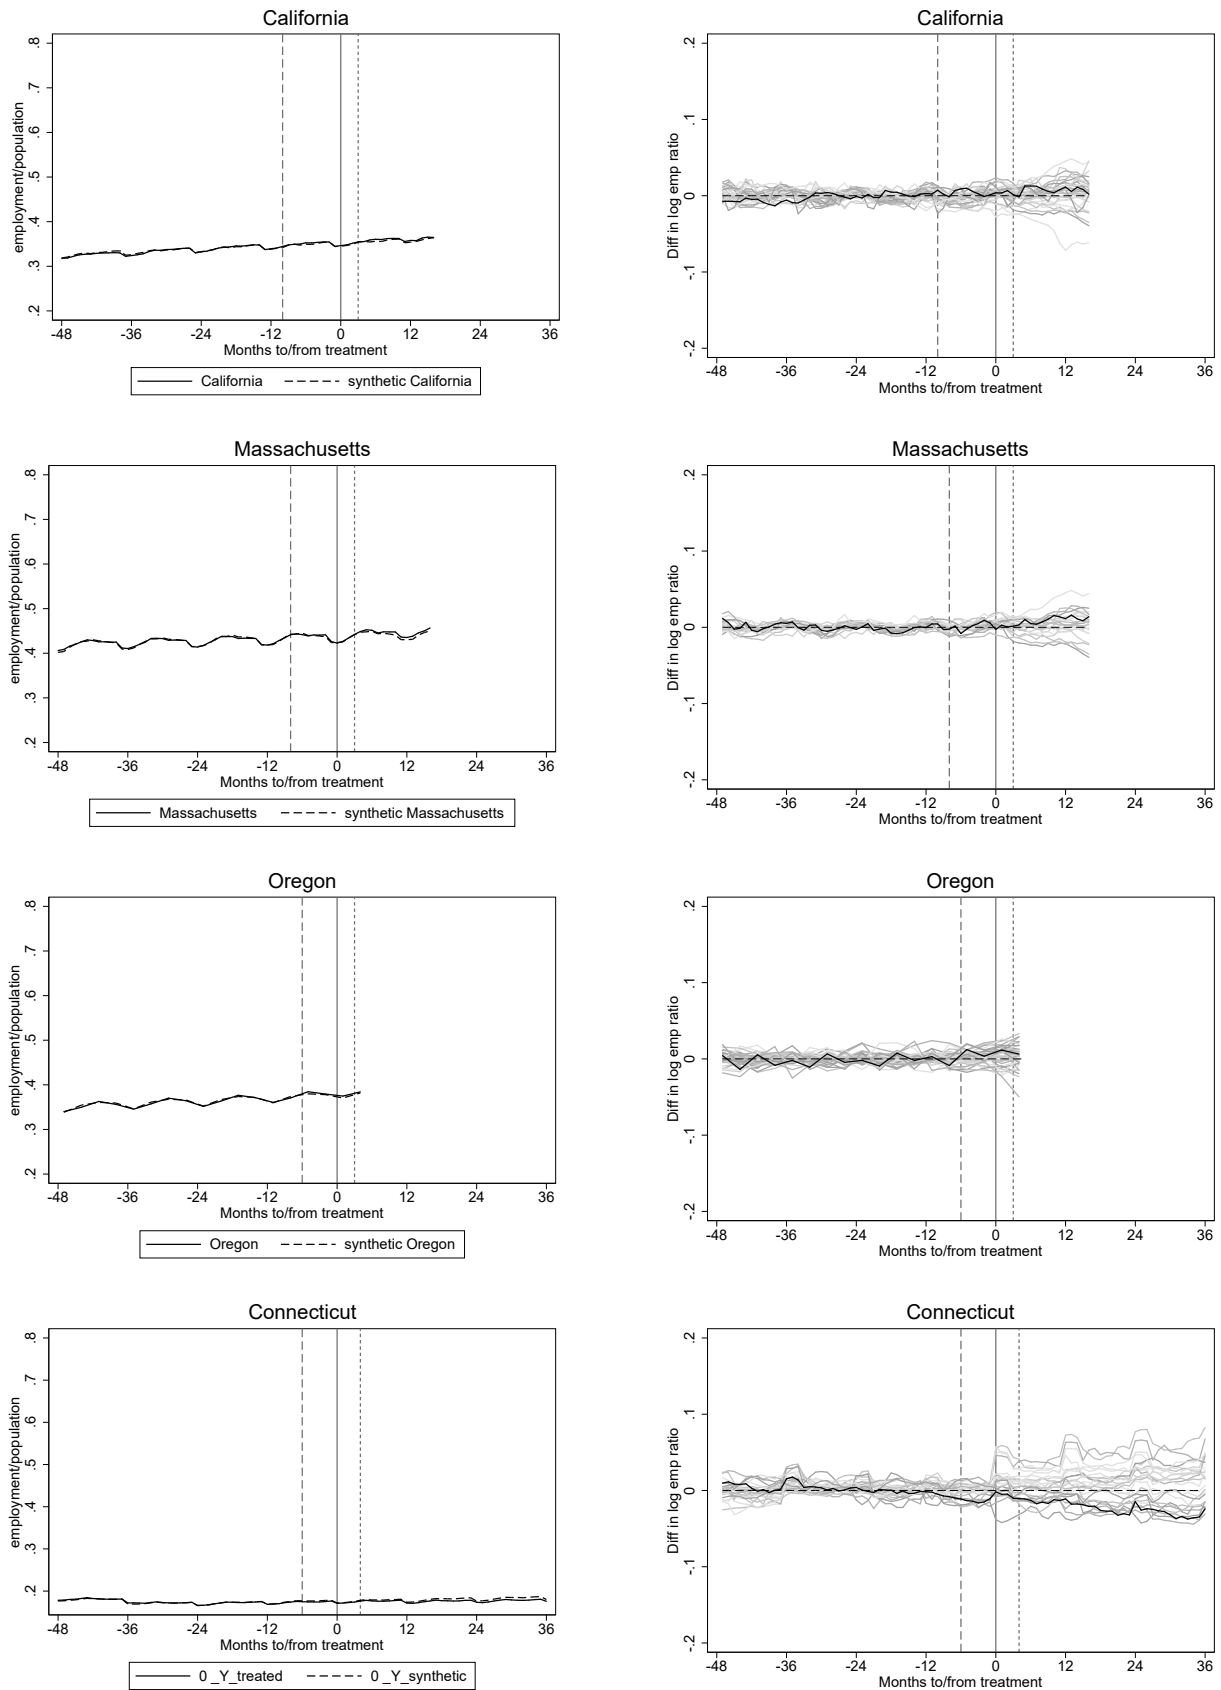 California
employment/population
.2 .3 .4 .5 .6 .7 .8
-48 -36 -24 -12 0 12 24 36
Months to/from treatment
California synthetic California
California
Diff in log emp ratio
-.2 -.1 0 .1 .2
-48 -36 -24 -12 0 12 24 36
Months to/from treatment
Massachusetts
employment/population
.2 .3 .4 .5 .6 .7 .8
-48 -36 -24 -12 0 12 24 36
Months to/from treatment
Massachusetts synthetic Massachusetts
Massachusetts
Diff in log emp ratio
-.2 -.1 0 .1 .2
-48 -36 -24 -12 0 12 24 36
Months to/from treatment
Oregon
employment/population
.2 .3 .4 .5 .6 .7 .8
-48 -36 -24 -12 0 12 24 36
Months to/from treatment
Oregon synthetic Oregon
Oregon
Diff in log emp ratio
-.2 -.1 0 .1 .2
-48 -36 -24 -12 0 12 24 36
Months to/from treatment
Connecticut
employment/population
.2 .3 .4 .5 .6 .7 .8
-48 -36 -24 -12 0 12 24 36
Months to/from treatment
0 _Y_treated 0 _Y_synthetic
Connecticut
Diff in log emp ratio
-.2 -.1 0 .1 .2
-48 -36 -24 -12 0 12 24 36
Months to/from treatment